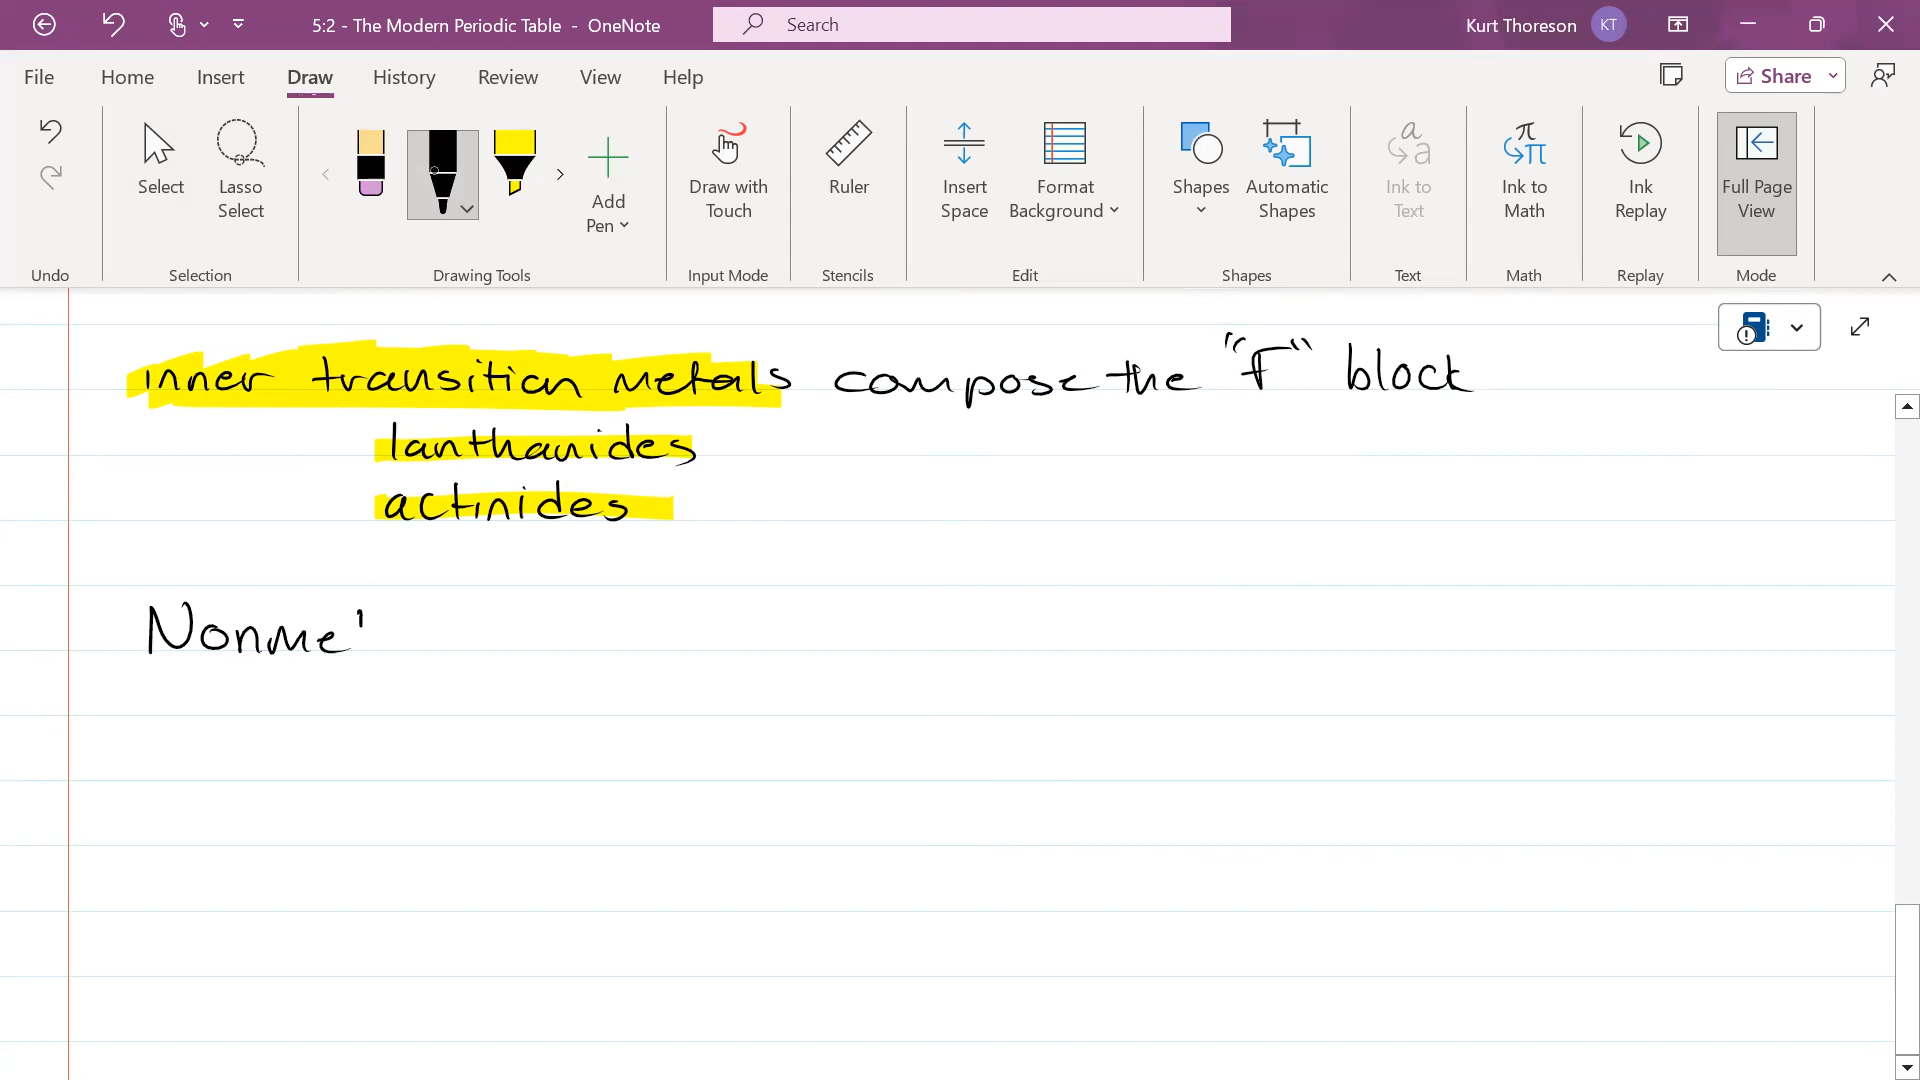 5:2 - The Modern Periodic Table - OneNote
Search
Kurt Thoreson KT
File Home Insert Draw History Review View Help
Share
Select
Lasso Select
Add Pen
Draw with Touch
Ruler
Insert Space
Format Background
Shapes
Automatic Shapes
Ink to Text
Ink to Math
Ink Replay
Full Page View
Undo Selection Drawing Tools Input Mode Stencils Edit Shapes Text Math Replay Mode
inner transition metals compose the "F" block
lanthanides
actinides
Nonme'